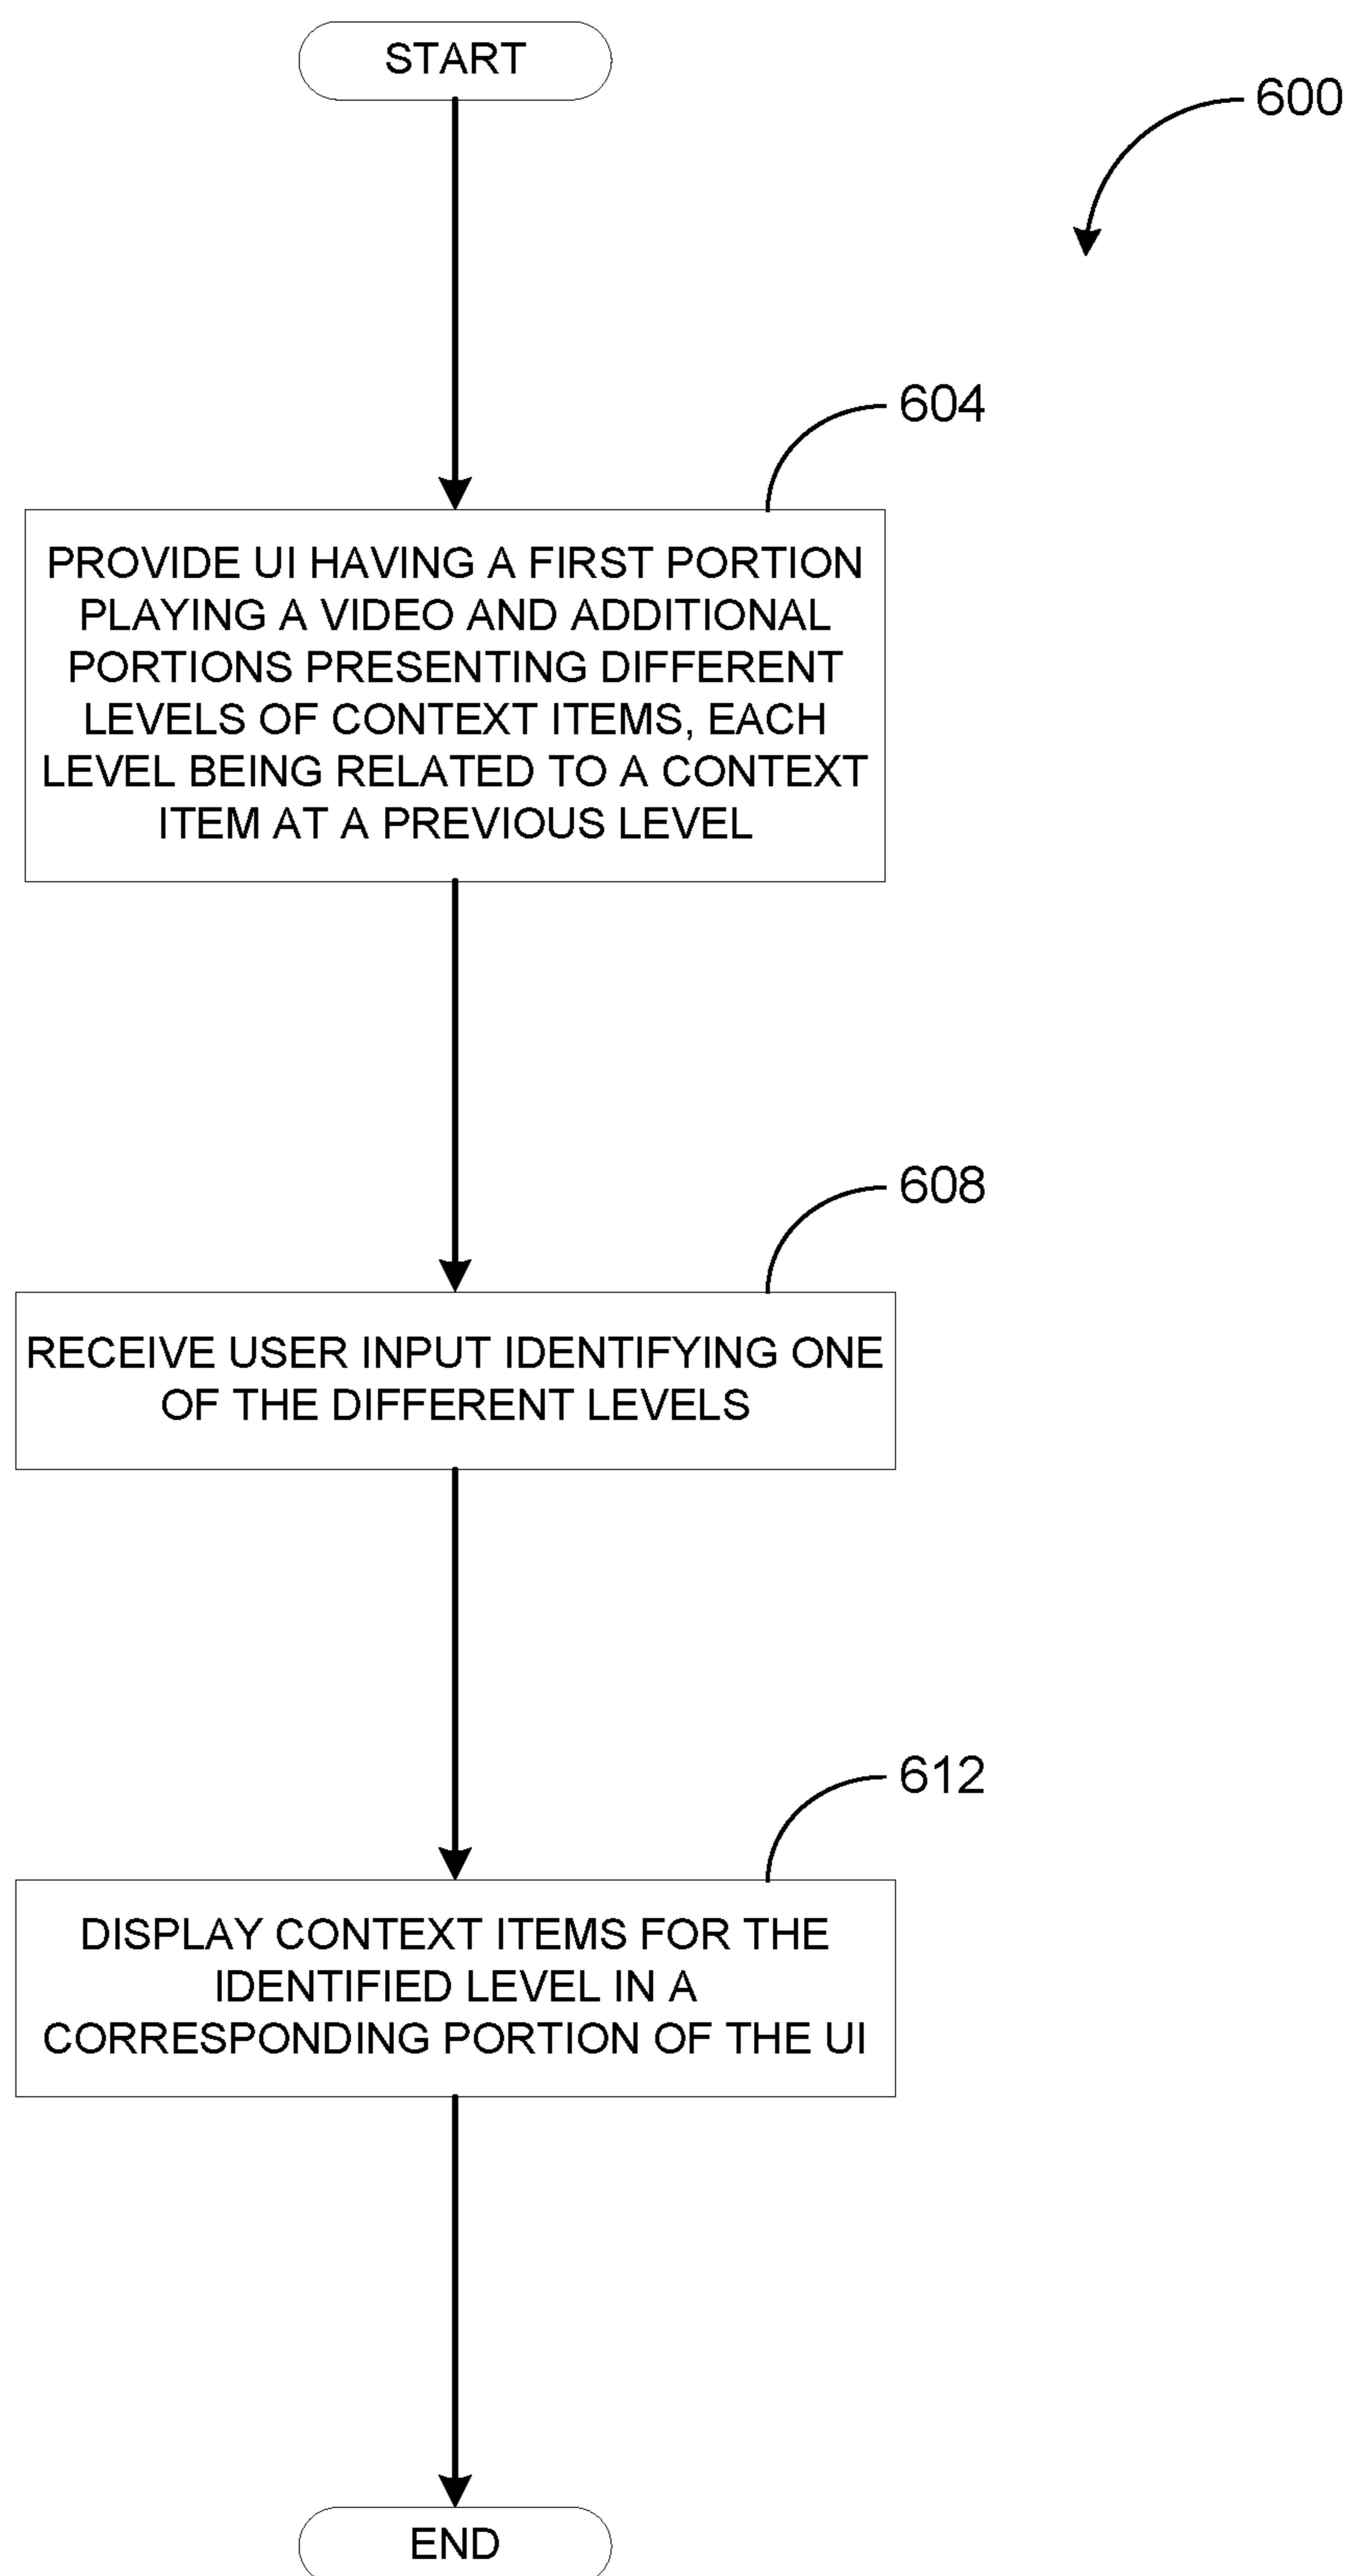 START
600
604
PROVIDE UI HAVING A FIRST PORTION
PLAYING A VIDEO AND ADDITIONAL
PORTIONS PRESENTING DIFFERENT
LEVELS OF CONTEXT ITEMS, EACH
LEVEL BEING RELATED TO A CONTEXT
ITEM AT A PREVIOUS LEVEL
608
RECEIVE USER INPUT IDENTIFYING ONE
OF THE DIFFERENT LEVELS
612
DISPLAY CONTEXT ITEMS FOR THE
IDENTIFIED LEVEL IN A
CORRESPONDING PORTION OF THE UI
END